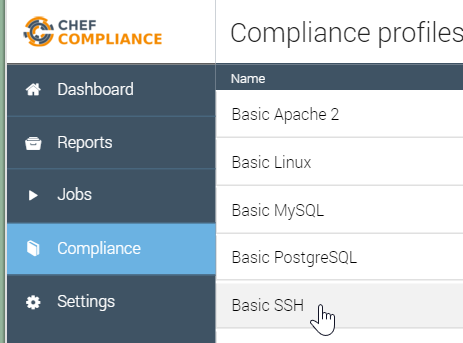 CHEF
COMPLIANCE
Compliance profiles
Name
Dashboard
Basic Apache 2
Reports
Basic Linux
Jobs
Basic MySQL
Compliance
Basic PostgreSQL
Settings
Basic SSH